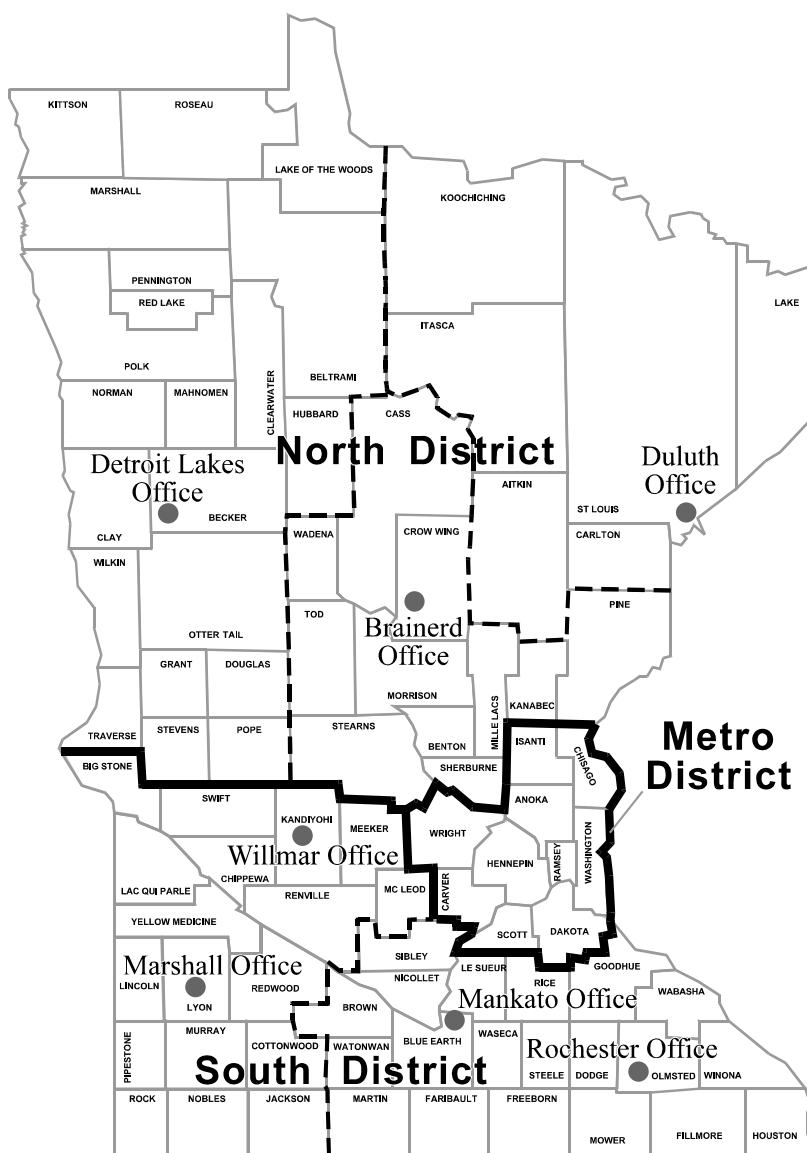 KITTSON
ROSEAU
LAKE OF THE WOODS
MARSHALL
KOOCHICHING
PENNINGTON
RED LAKE
LAKE
ITASCA
POLK
BELTRAMI
CLEARWATER
NORMAN
MAHNOMEN
HUBBARD
CASS
North District
Detroit Lakes
Office
Duluth
Office
AITKIN
BECKER
ST LOUIS
CLAY
WADENA
CROW WING
CARLTON
WILKIN
PINE
TOD
Brainerd
Office
OTTER TAIL
GRANT
DOUGLAS
MORRISON
MILLE LACS
KANABEC
TRAVERSE
STEVENS
POPE
STEARNS
BENTON
ISANTI
CHISAGO
Metro
District
BIG STONE
SHERBURNE
SWIFT
ANOKA
KANDIYOHI
MEEKER
WRIGHT
Willmar Office
HENNEPIN
RAMSEY
WASHINGTON
LAC QUI PARLE
CHIPPEWA
RENVILLE
MC LEOD
CARVER
YELLOW MEDICINE
SCOTT
DAKOTA
SIBLEY
Marshall Office
NICOLLET
LE SUEUR
RICE
GOODHUE
LINCOLN
LYON
REDWOOD
WABASHA
BROWN
Mankato Office
PIPESTONE
MURRAY
COTTONWOOD
WATONWAN
BLUE EARTH
WASECA
Rochester Office
South District
STEELE
DODGE
OLMSTED
WINONA
ROCK
NOBLES
JACKSON
MARTIN
FARIBAULT
FREEBORN
MOWER
FILLMORE
HOUSTON